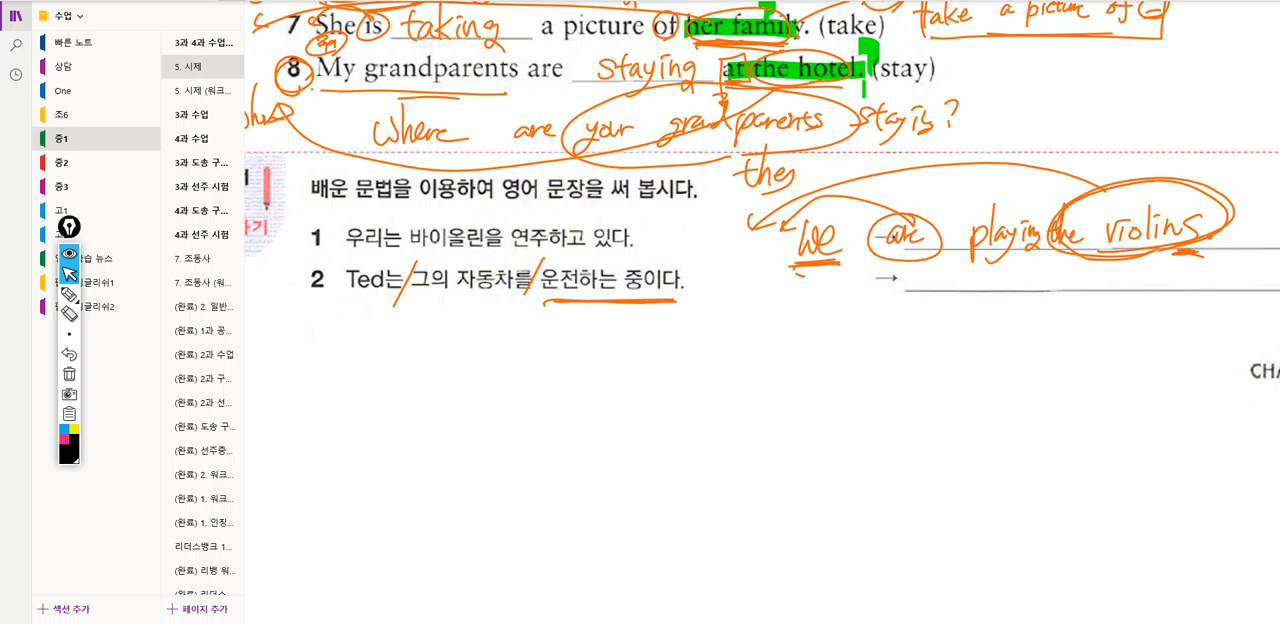 수업
빠른 노트
상담
One
초6
중1
중2
중3
고1
습 뉴스
글리쉬1
글리쉬2
섹션 추가
3과 4과 수업...
5. 시제
5. 시제 (워크...
3과 수업
4과 수업
3과 도송 구...
3과 선주 시험
4과 도송 구...
4과 선주 시험
7. 조동사
7. 조동사 (워...
(완료) 2. 일반...
(완료) 1과 공...
(완료) 2과 수업
(완료) 2과 구...
(완료) 2과 선...
(완료) 도송 구...
(완료) 선주중...
(완료) 2. 워크...
(완료) 1. 워크...
(완료) 1. 인칭...
리더스뱅크 1...
(완료) 리뱅 워...
페이지 추가
take a picture of
7 She is taking a picture of her family. (take)
8 My grandparents are staying at the hotel. (stay)
where are your grandparents staying?
they
배운 문법을 이용하여 영어 문장을 써 봅시다.
1 우리는 바이올린을 연주하고 있다.
we are playing the violins
2 Ted는/그의 자동차를/운전하는 중이다.
→
CHA